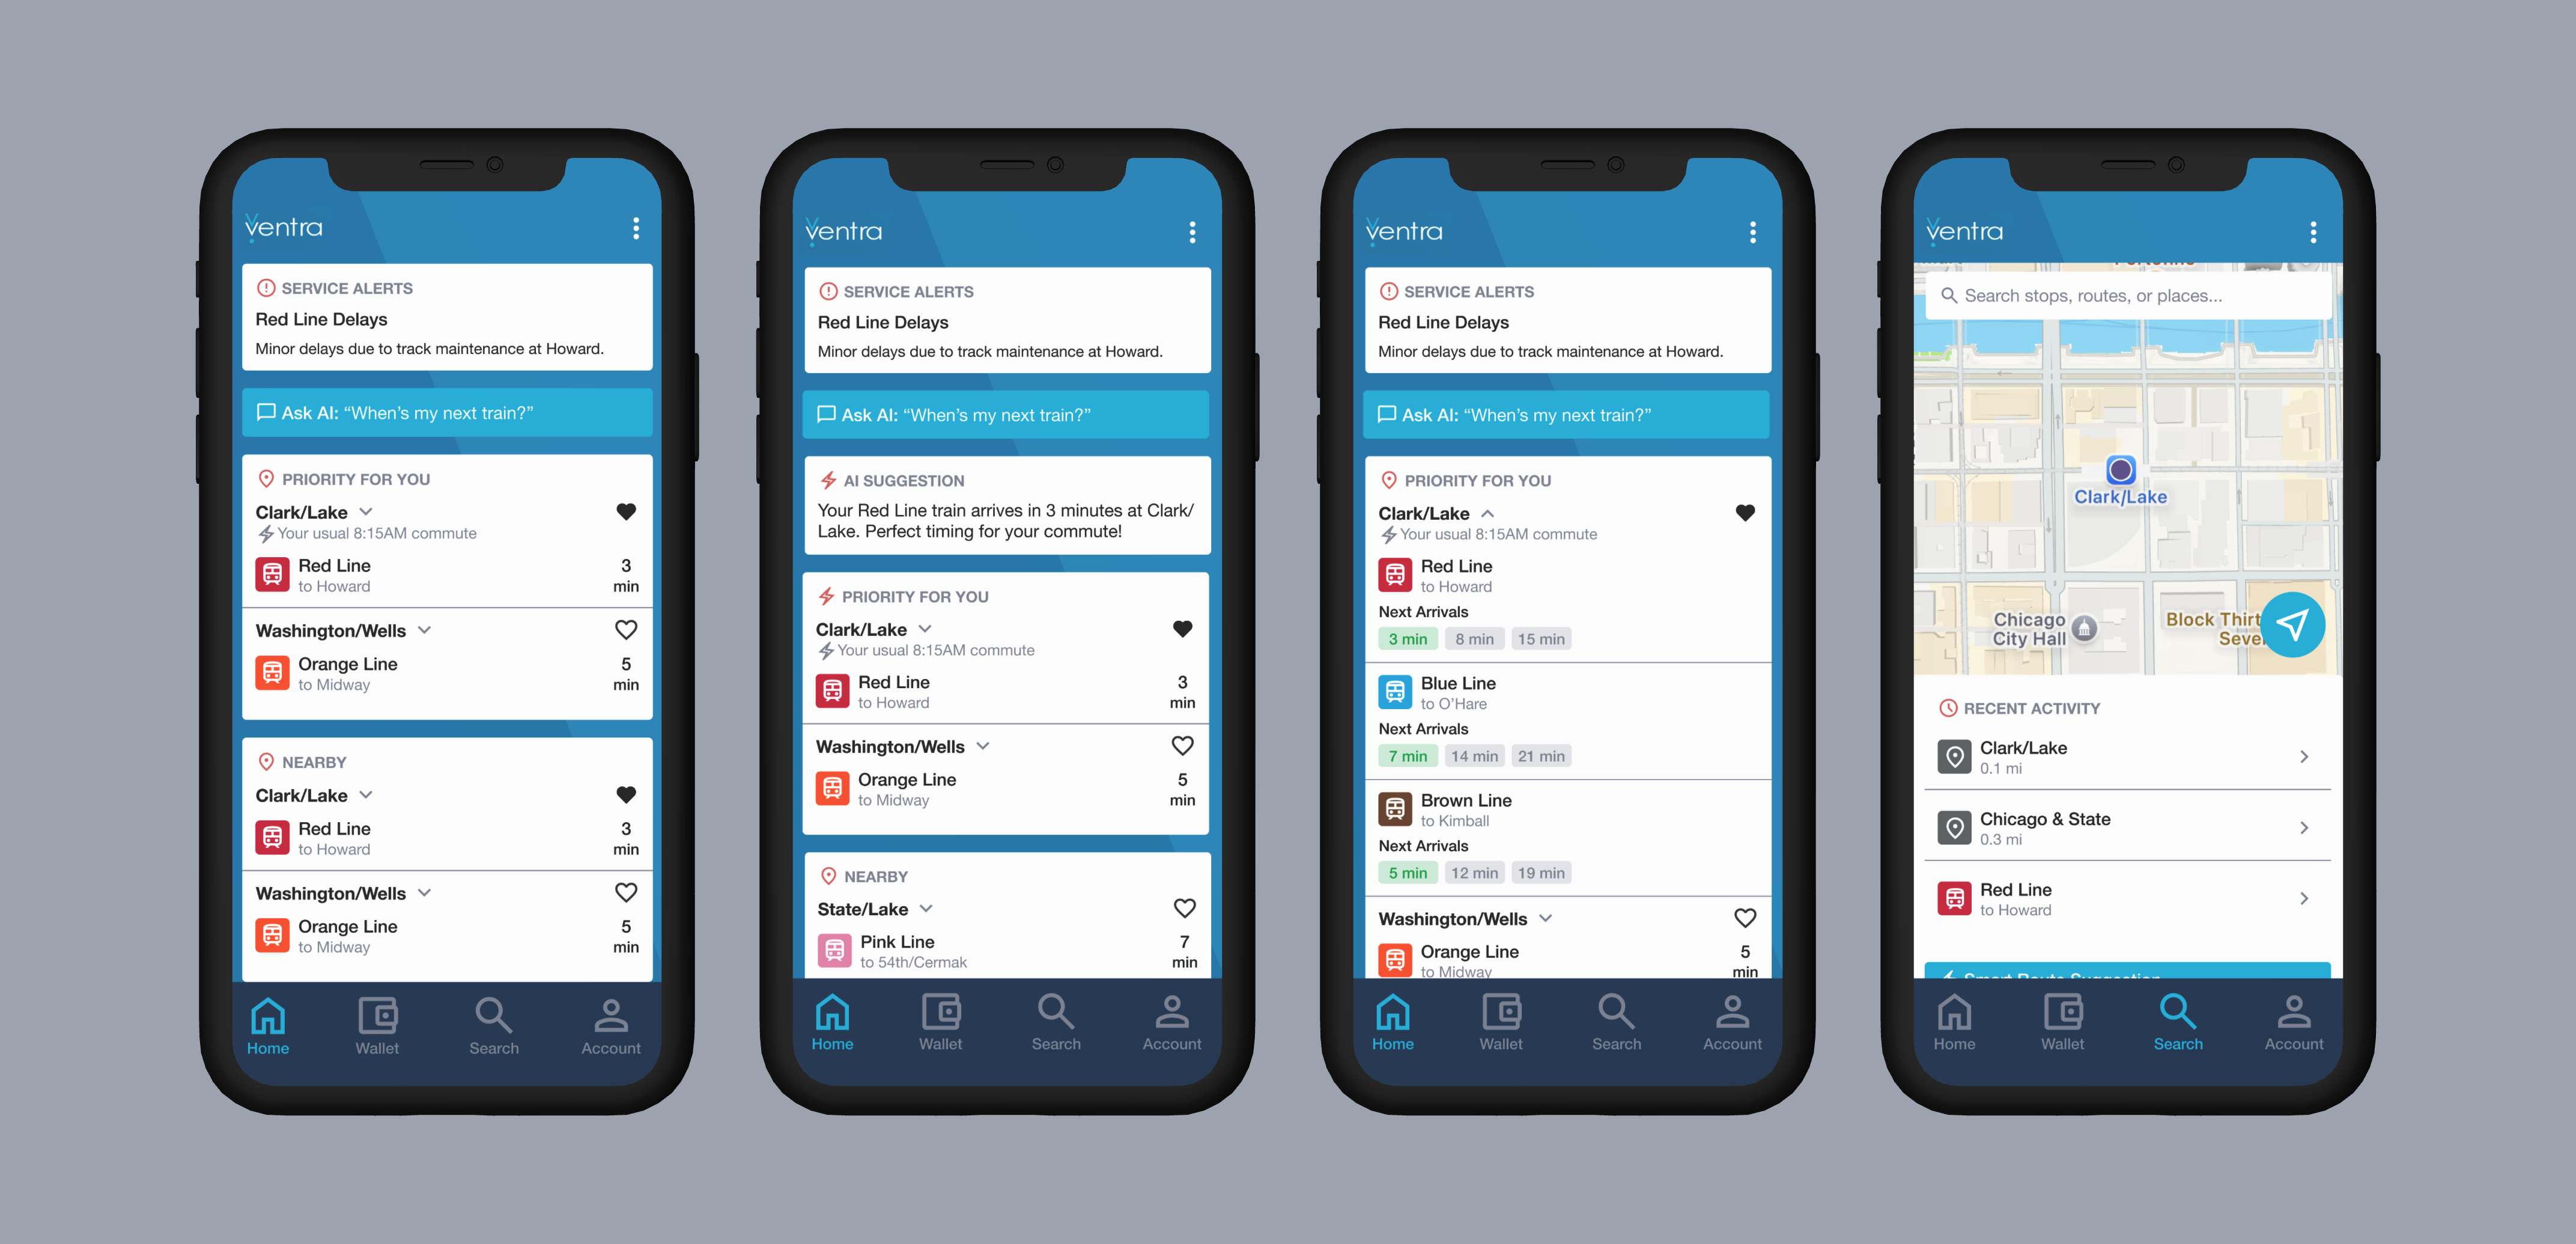 ventra
SERVICE ALERTS
Red Line Delays
Minor delays due to track maintenance at Howard.
Ask AI: “When’s my next train?”
PRIORITY FOR YOU
Clark/Lake
Your usual 8:15AM commute
Red Line
to Howard
3
min
Washington/Wells
Orange Line
to Midway
5
min
NEARBY
Clark/Lake
Red Line
to Howard
3
min
Washington/Wells
Orange Line
to Midway
5
min
Home
Wallet
Search
Account
ventra
SERVICE ALERTS
Red Line Delays
Minor delays due to track maintenance at Howard.
Ask AI: “When’s my next train?”
AI SUGGESTION
Your Red Line train arrives in 3 minutes at Clark/
Lake. Perfect timing for your commute!
PRIORITY FOR YOU
Clark/Lake
Your usual 8:15AM commute
Red Line
to Howard
3
min
Washington/Wells
Orange Line
to Midway
5
min
NEARBY
State/Lake
Pink Line
to 54th/Cermak
7
min
Home
Wallet
Search
Account
ventra
SERVICE ALERTS
Red Line Delays
Minor delays due to track maintenance at Howard.
Ask AI: “When’s my next train?”
PRIORITY FOR YOU
Clark/Lake
Your usual 8:15AM commute
Red Line
to Howard
Next Arrivals
3 min 8 min 15 min
Blue Line
to O’Hare
Next Arrivals
7 min 14 min 21 min
Brown Line
to Kimball
Next Arrivals
5 min 12 min 19 min
Washington/Wells
Orange Line
to Midway
5
min
Home
Wallet
Search
Account
ventra
Search stops, routes, or places...
Clark/Lake
Chicago
City Hall
Block Thirt
Seve
RECENT ACTIVITY
Clark/Lake
0.1 mi
Chicago & State
0.3 mi
Red Line
to Howard
Smart Route Suggestion
Home
Wallet
Search
Account